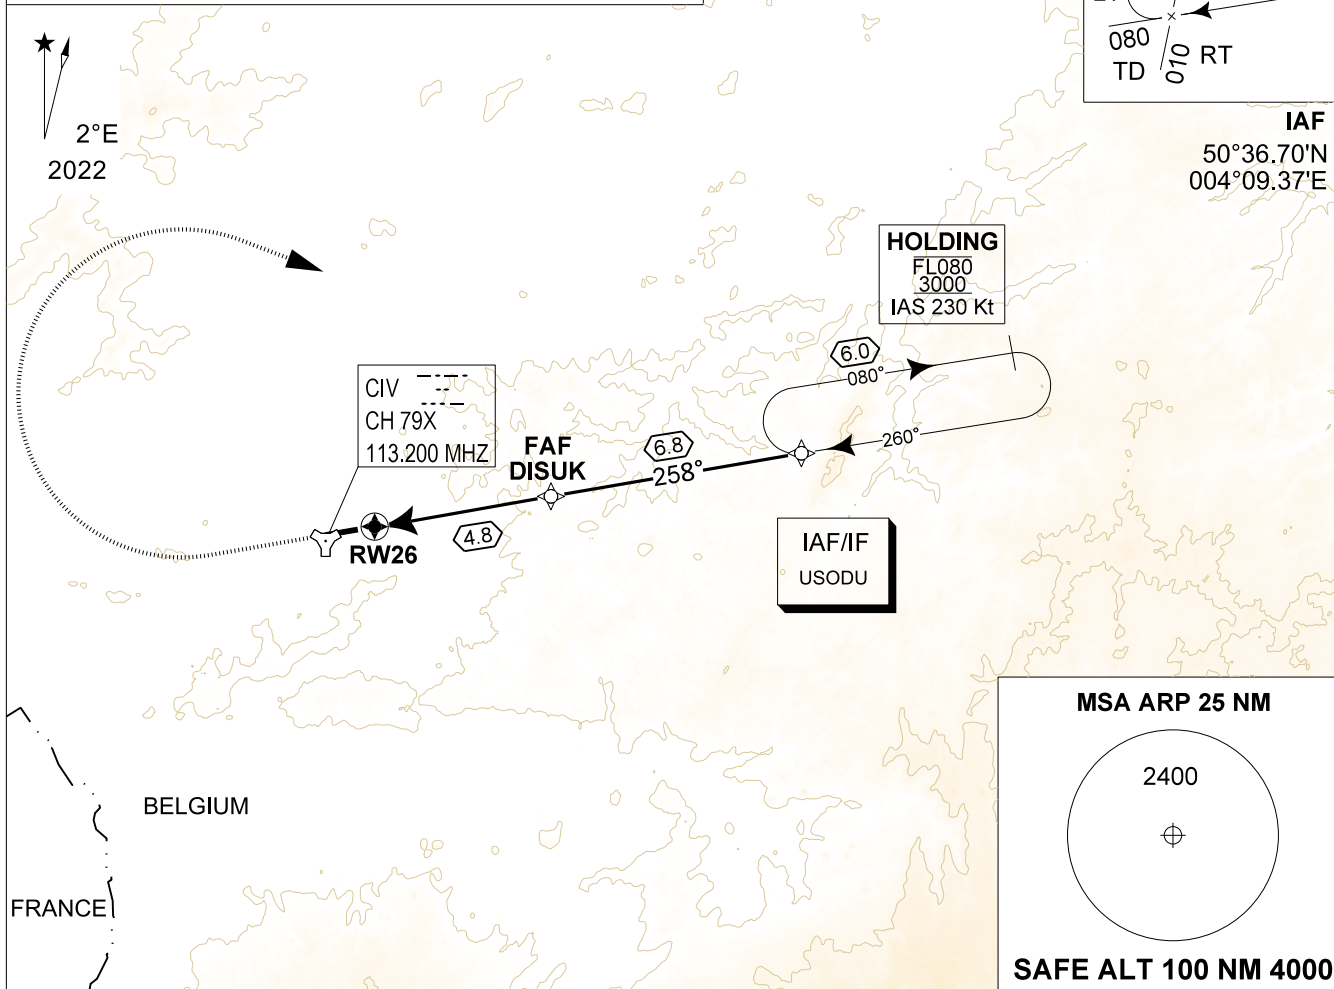 080
TD
010
RT
IAF
50°36.70'N
004°09.37'E
2°E
2022
HOLDING
FL080
3000
IAS 230 Kt
6.0
080°
260°
CIV
CH 79X
113.200 MHZ
FAF
DISUK
6.8
258°
4.8
RW26
IAF/IF
USODU
MSA ARP 25 NM
2400
BELGIUM
FRANCE
SAFE ALT 100 NM 4000